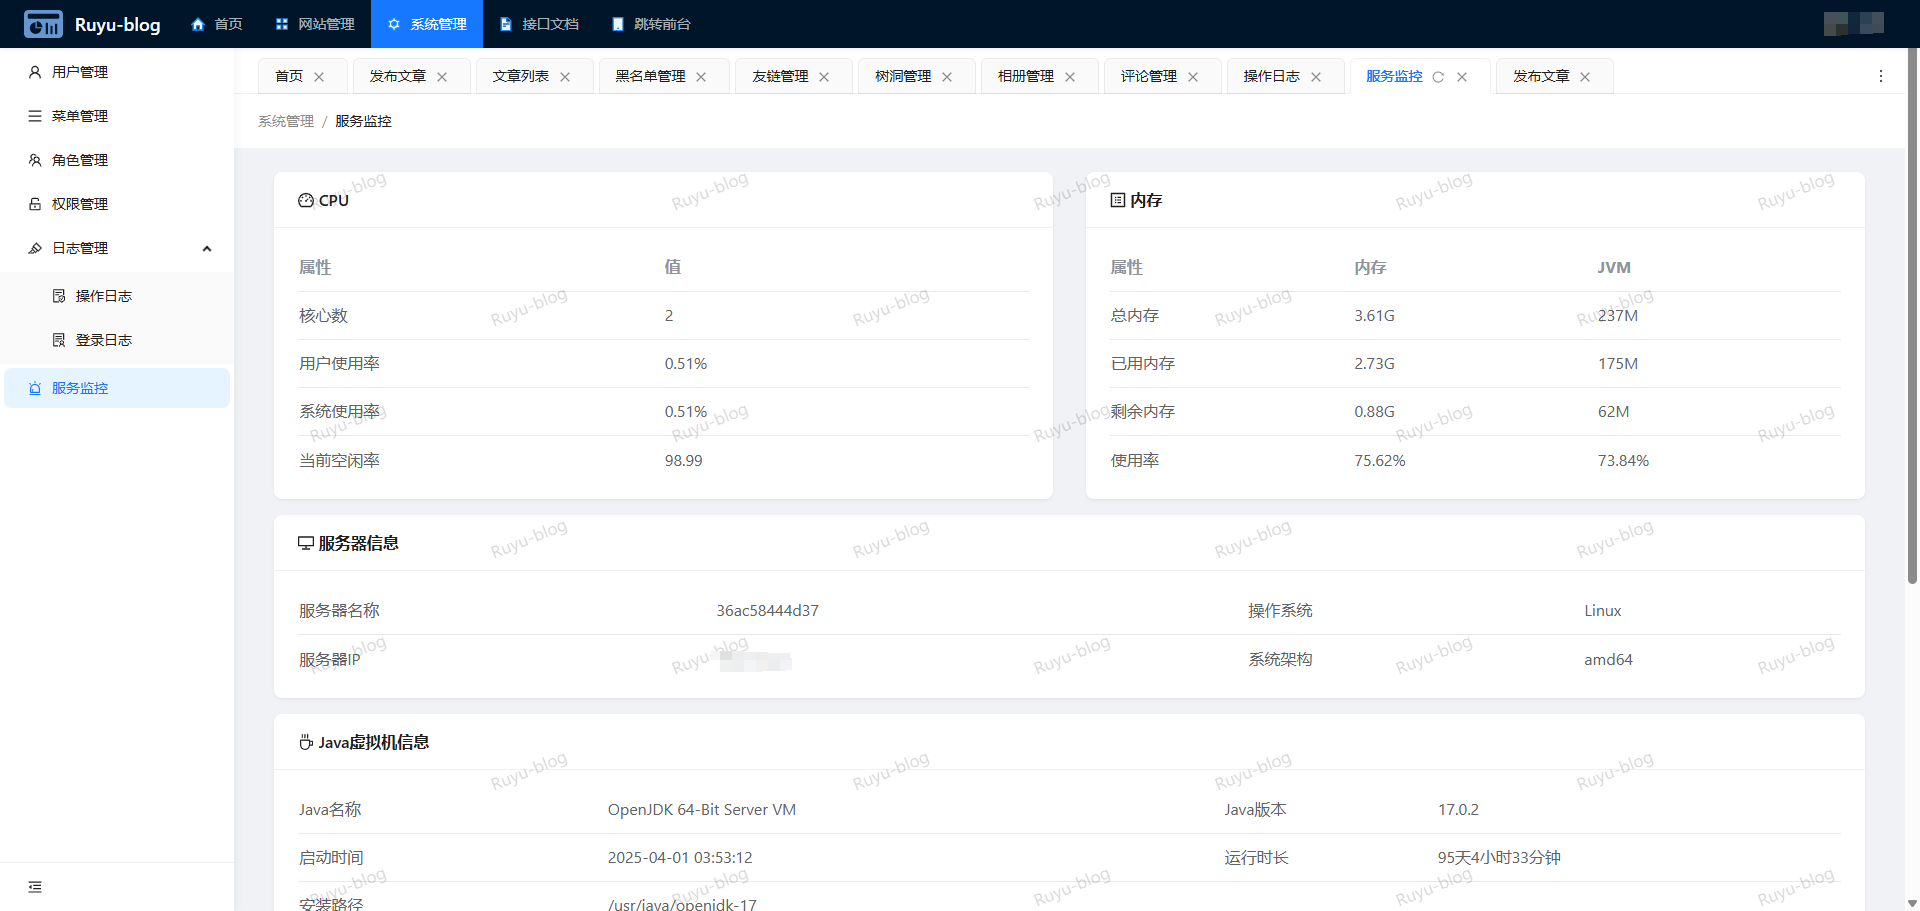 Ruyu-blog 首页 网站管理 系统管理 接口文档 跳转前台
用户管理
菜单管理
角色管理
权限管理
日志管理
操作日志
登录日志
服务监控
首页 发布文章 文章列表 黑名单管理 友链管理 树洞管理 相册管理 评论管理 操作日志 服务监控 发布文章
系统管理 / 服务监控
CPU
属性 值
核心数 2
用户使用率 0.51%
系统使用率 0.51%
当前空闲率 98.99
内存
属性 内存 JVM
总内存 3.61G 237M
已用内存 2.73G 175M
剩余内存 0.88G 62M
使用率 75.62% 73.84%
服务器信息
服务器名称 36ac58444d37 操作系统 Linux
服务器IP 系统架构 amd64
Java虚拟机信息
Java名称 OpenJDK 64-Bit Server VM Java版本 17.0.2
启动时间 2025-04-01 03:53:12 运行时长 95天4小时33分钟
安装路径 /usr/java/openjdk-17
Ruyu-blog